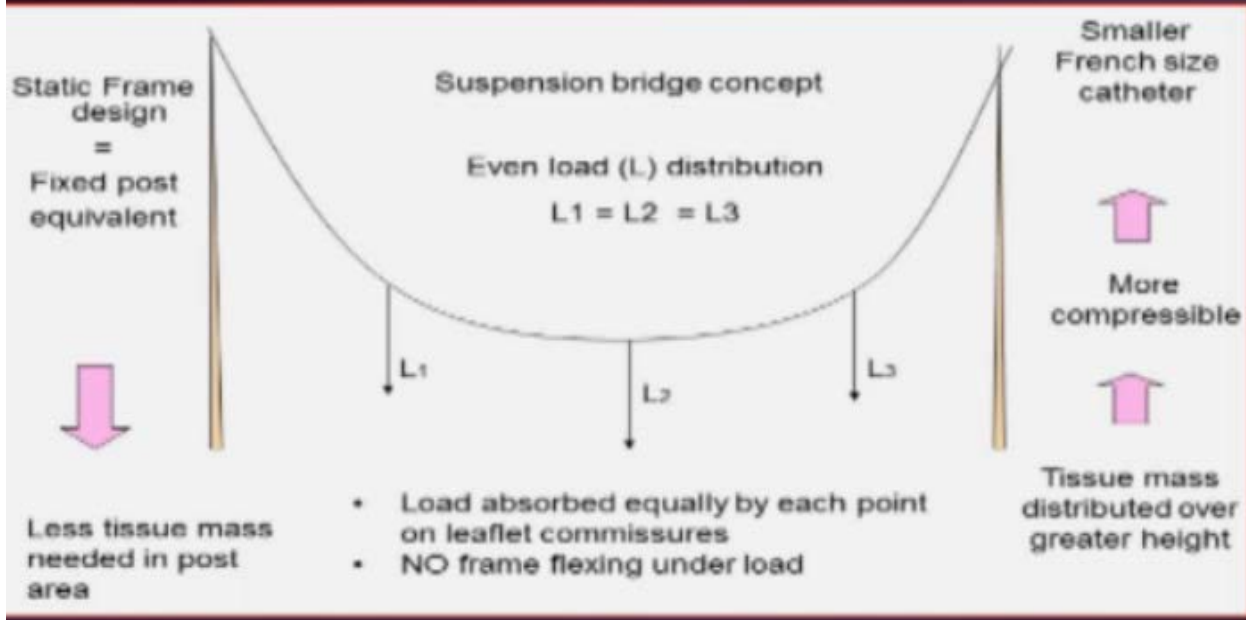 Static Frame
design
=
Fixed post
equivalent
Less tissue mass
needed in post
area
Suspension bridge concept
Even load (L) distribution
L1 = L2 = L3
L1
L2
L3
• Load absorbed equally by each point
on leaflet commissures
• NO frame flexing under load
Smaller
French size
catheter
More
compressible
Tissue mass
distributed over
greater height